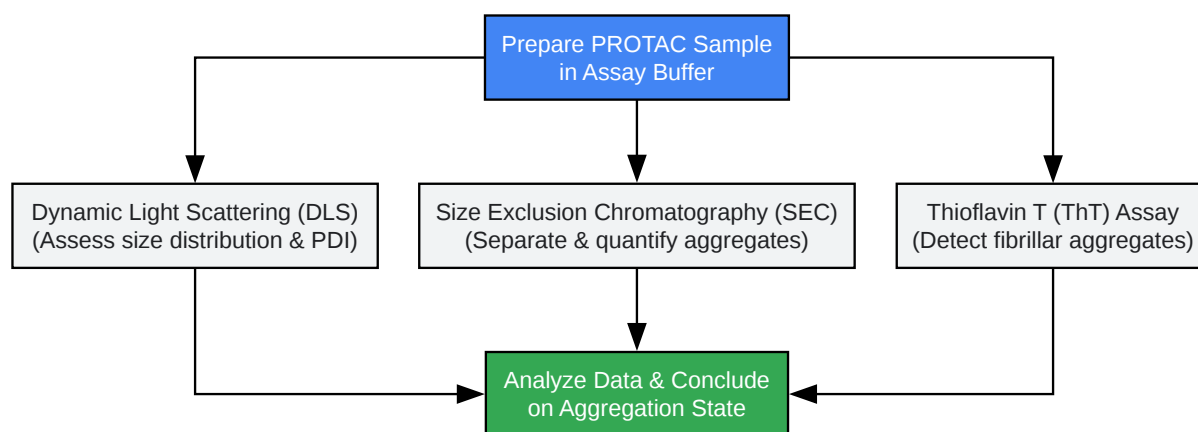 Prepare PROTAC Sample
in Assay Buffer
Dynamic Light Scattering (DLS)
(Assess size distribution & PDI)
Size Exclusion Chromatography (SEC)
(Separate & quantify aggregates)
Thioflavin T (ThT) Assay
(Detect fibrillar aggregates)
Analyze Data & Conclude
on Aggregation State